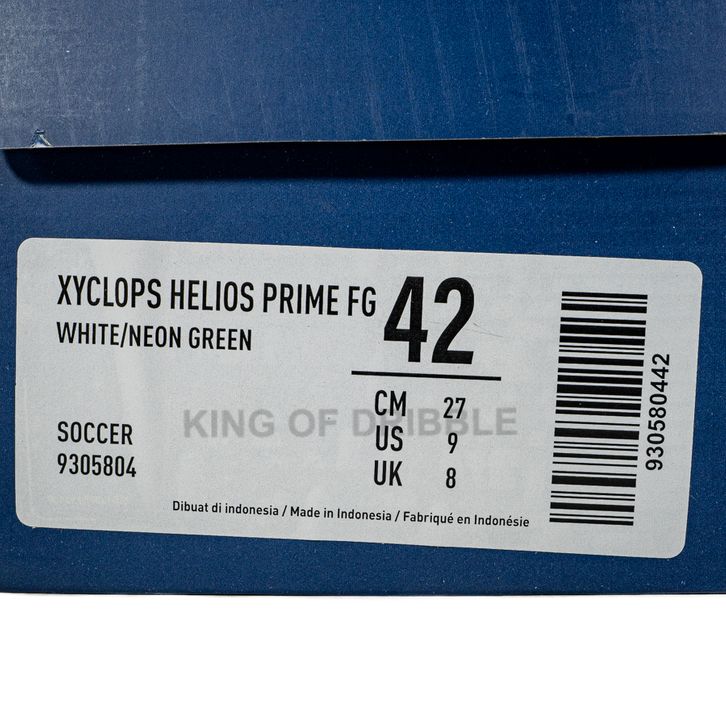 XYCLOPS HELIOS PRIME FG
WHITE/NEON GREEN
42
CM 27
US 9
UK 8
KING OF DRIBBLE
SOCCER
9305804
Dibuat di indonesia / Made in Indonesia / Fabriqué en Indonésie
930580442